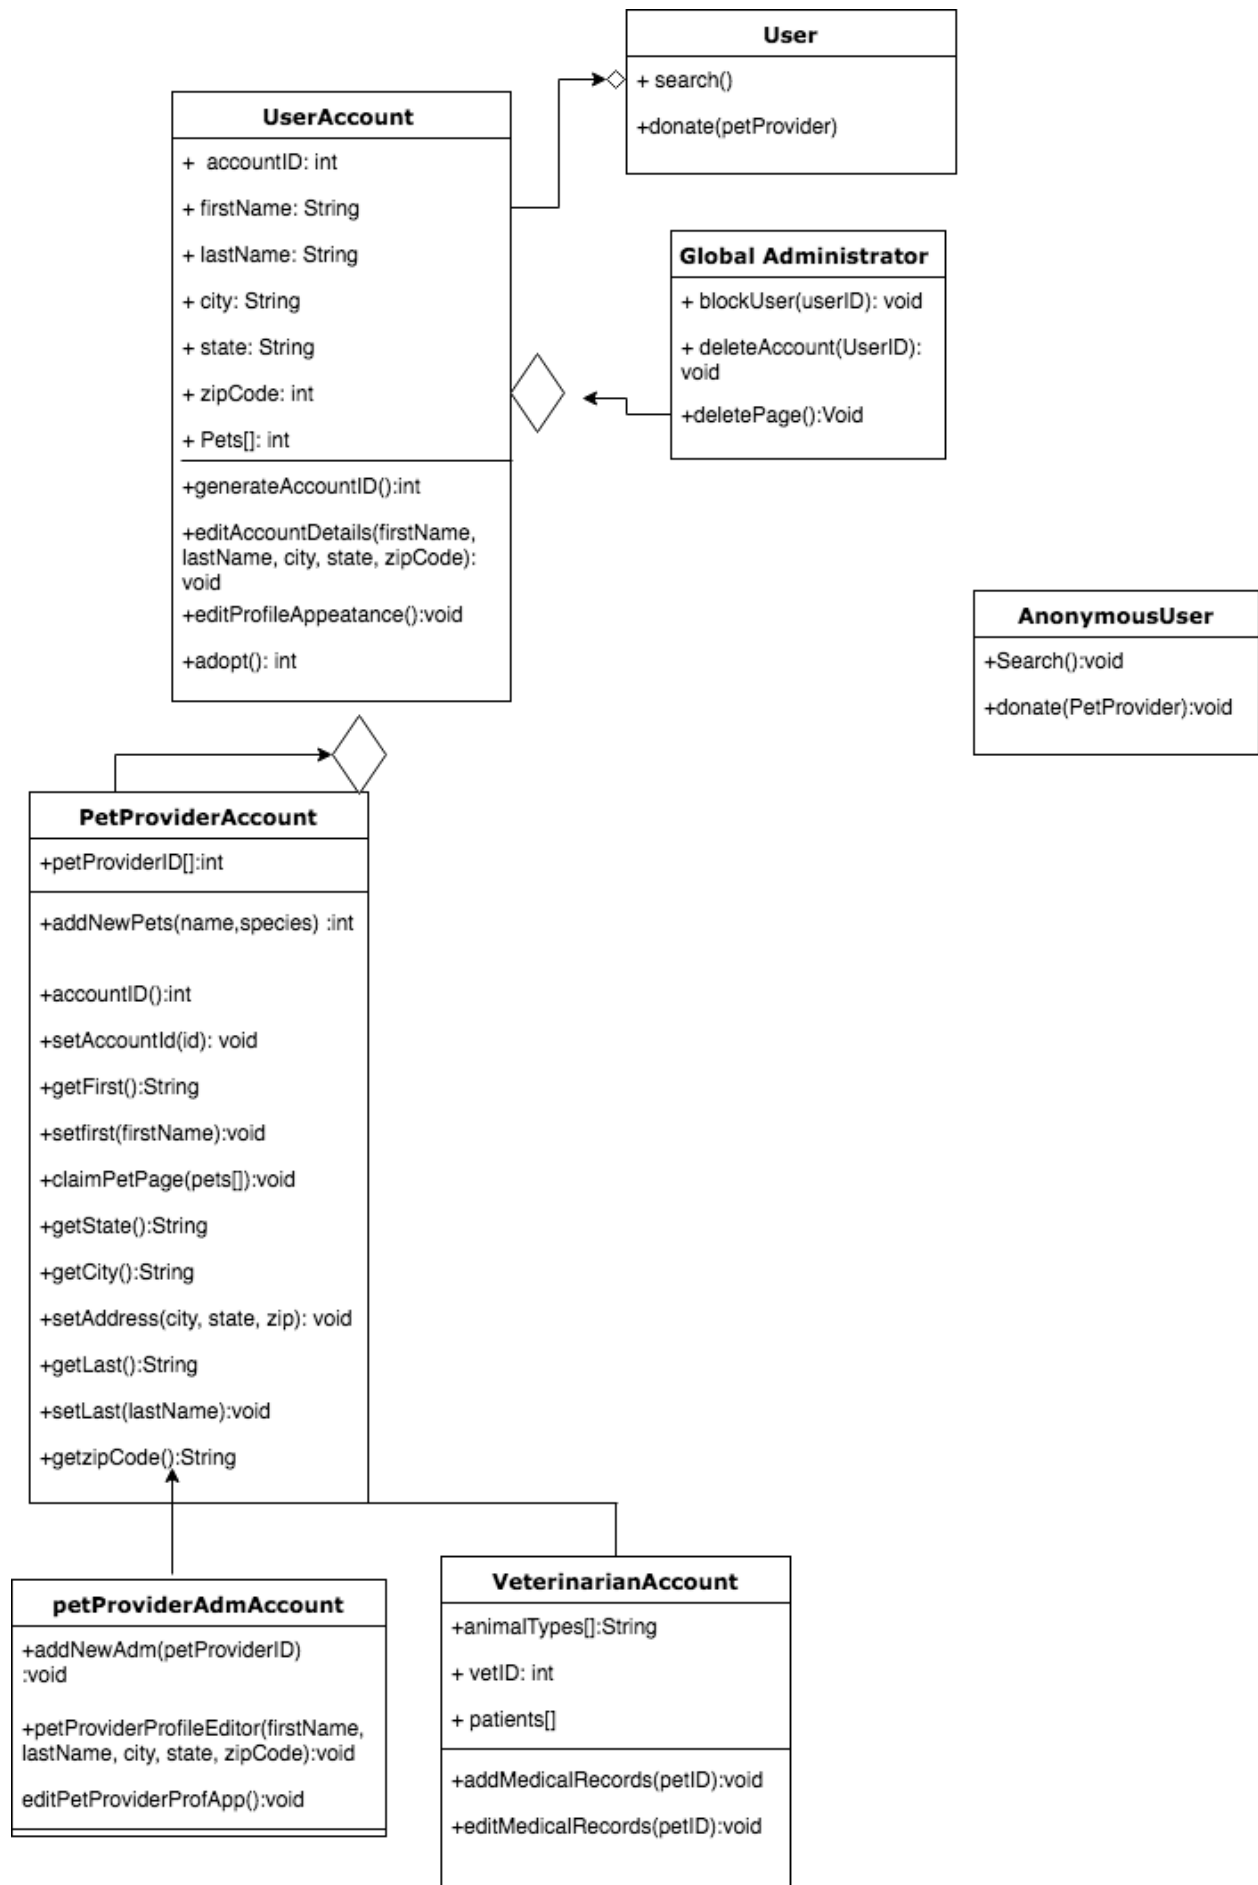 User
+ search()
+donate(petProvider)
UserAccount
+  accountID: int
+ firstName: String
+ lastName: String
+ city: String
+ state: String
+ zipCode: int
+ Pets[]: int
+generateAccountID():int
+editAccountDetails(firstName,
lastName, city, state, zipCode):
void
+editProfileAppeatance():void
+adopt(): int
Global Administrator
+ blockUser(userID): void
+ deleteAccount(UserID):
void
+deletePage():Void
AnonymousUser
+Search():void
+donate(PetProvider):void
PetProviderAccount
+petProviderID[]:int
+addNewPets(name,species) :int
+accountID():int
+setAccountId(id): void
+getFirst():String
+setfirst(firstName):void
+claimPetPage(pets[]):void
+getState():String
+getCity():String
+setAddress(city, state, zip): void
+getLast():String
+setLast(lastName):void
+getzipCode():String
petProviderAdmAccount
+addNewAdm(petProviderID)
:void
+petProviderProfileEditor(firstName,
lastName, city, state, zipCode):void
editPetProviderProfApp():void
VeterinarianAccount
+animalTypes[]:String
+ vetID: int
+ patients[]
+addMedicalRecords(petID):void
+editMedicalRecords(petID):void